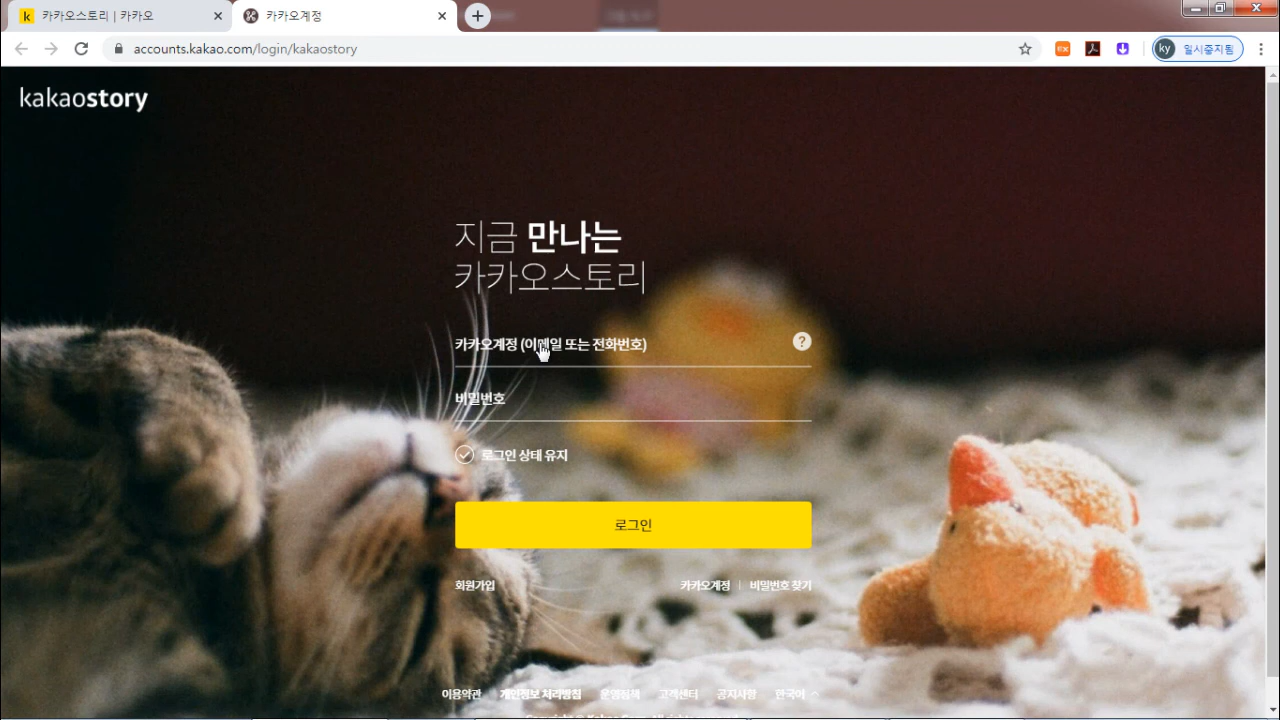 카카오스토리 | 카카오
카카오계정
accounts.kakao.com/login/kakaostory
ky 일시중지됨
kakaostory
지금 만나는
카카오스토리
카카오계정 (이메일 또는 전화번호)
?
비밀번호
로그인 상태 유지
로그인
회원가입
카카오계정 | 비밀번호 찾기
이용약관 개인정보 처리방침 운영정책 고객센터 공지사항 한국어